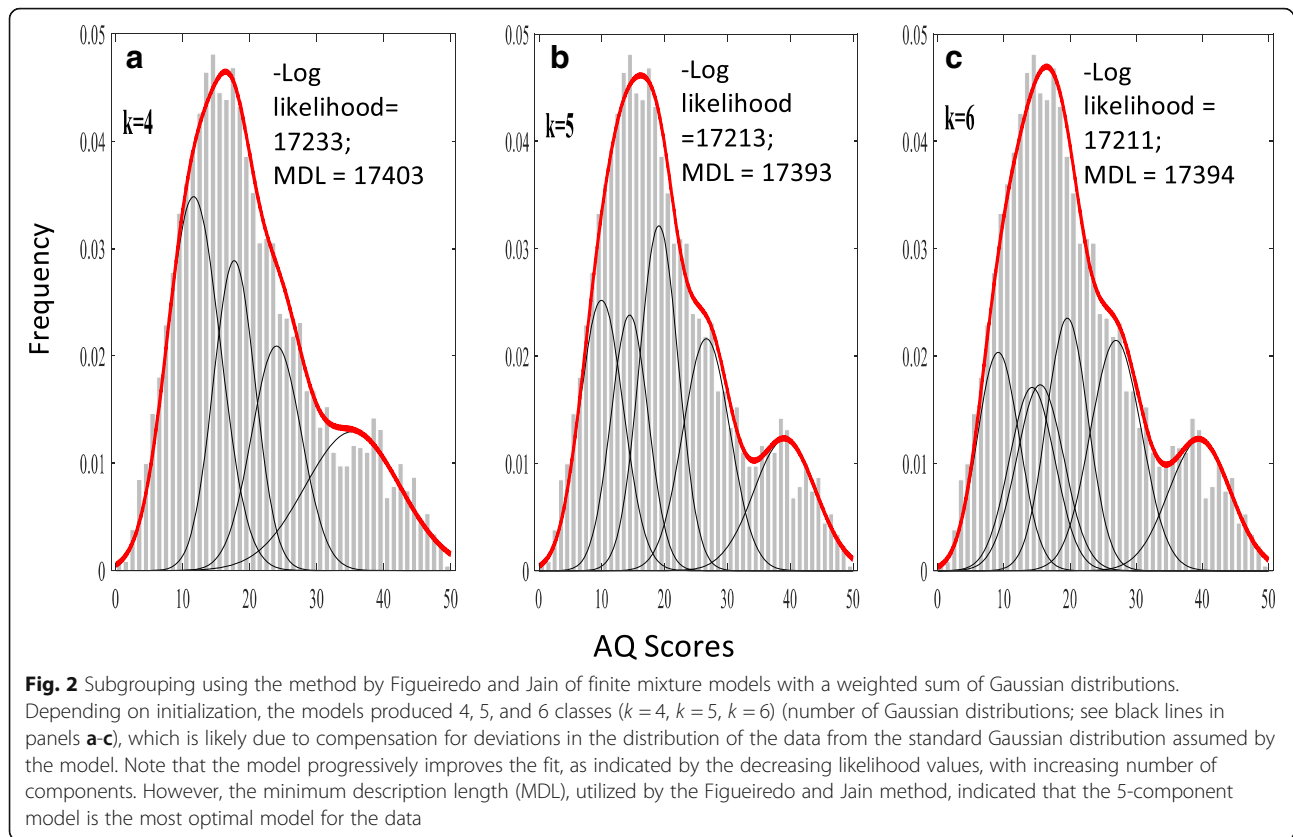 a
k=4
-Log
likelihood=
17233;
MDL = 17403
b
k=5
-Log
likelihood
=17213;
MDL = 17393
c
k=6
-Log
likelihood =
17211;
MDL = 17394
Frequency
0.05
0.04
0.03
0.02
0.01
0
0 10 20 30 40 50
0.05
0.04
0.03
0.02
0.01
0
0 10 20 30 40 50
0.05
0.04
0.03
0.02
0.01
0
0 10 20 30 40 50
AQ Scores
Fig. 2 Subgrouping using the method by Figueiredo and Jain of finite mixture models with a weighted sum of Gaussian distributions.
Depending on initialization, the models produced 4, 5, and 6 classes (k = 4, k = 5, k = 6) (number of Gaussian distributions; see black lines in
panels a-c), which is likely due to compensation for deviations in the distribution of the data from the standard Gaussian distribution assumed by
the model. Note that the model progressively improves the fit, as indicated by the decreasing likelihood values, with increasing number of
components. However, the minimum description length (MDL), utilized by the Figueiredo and Jain method, indicated that the 5-component
model is the most optimal model for the data